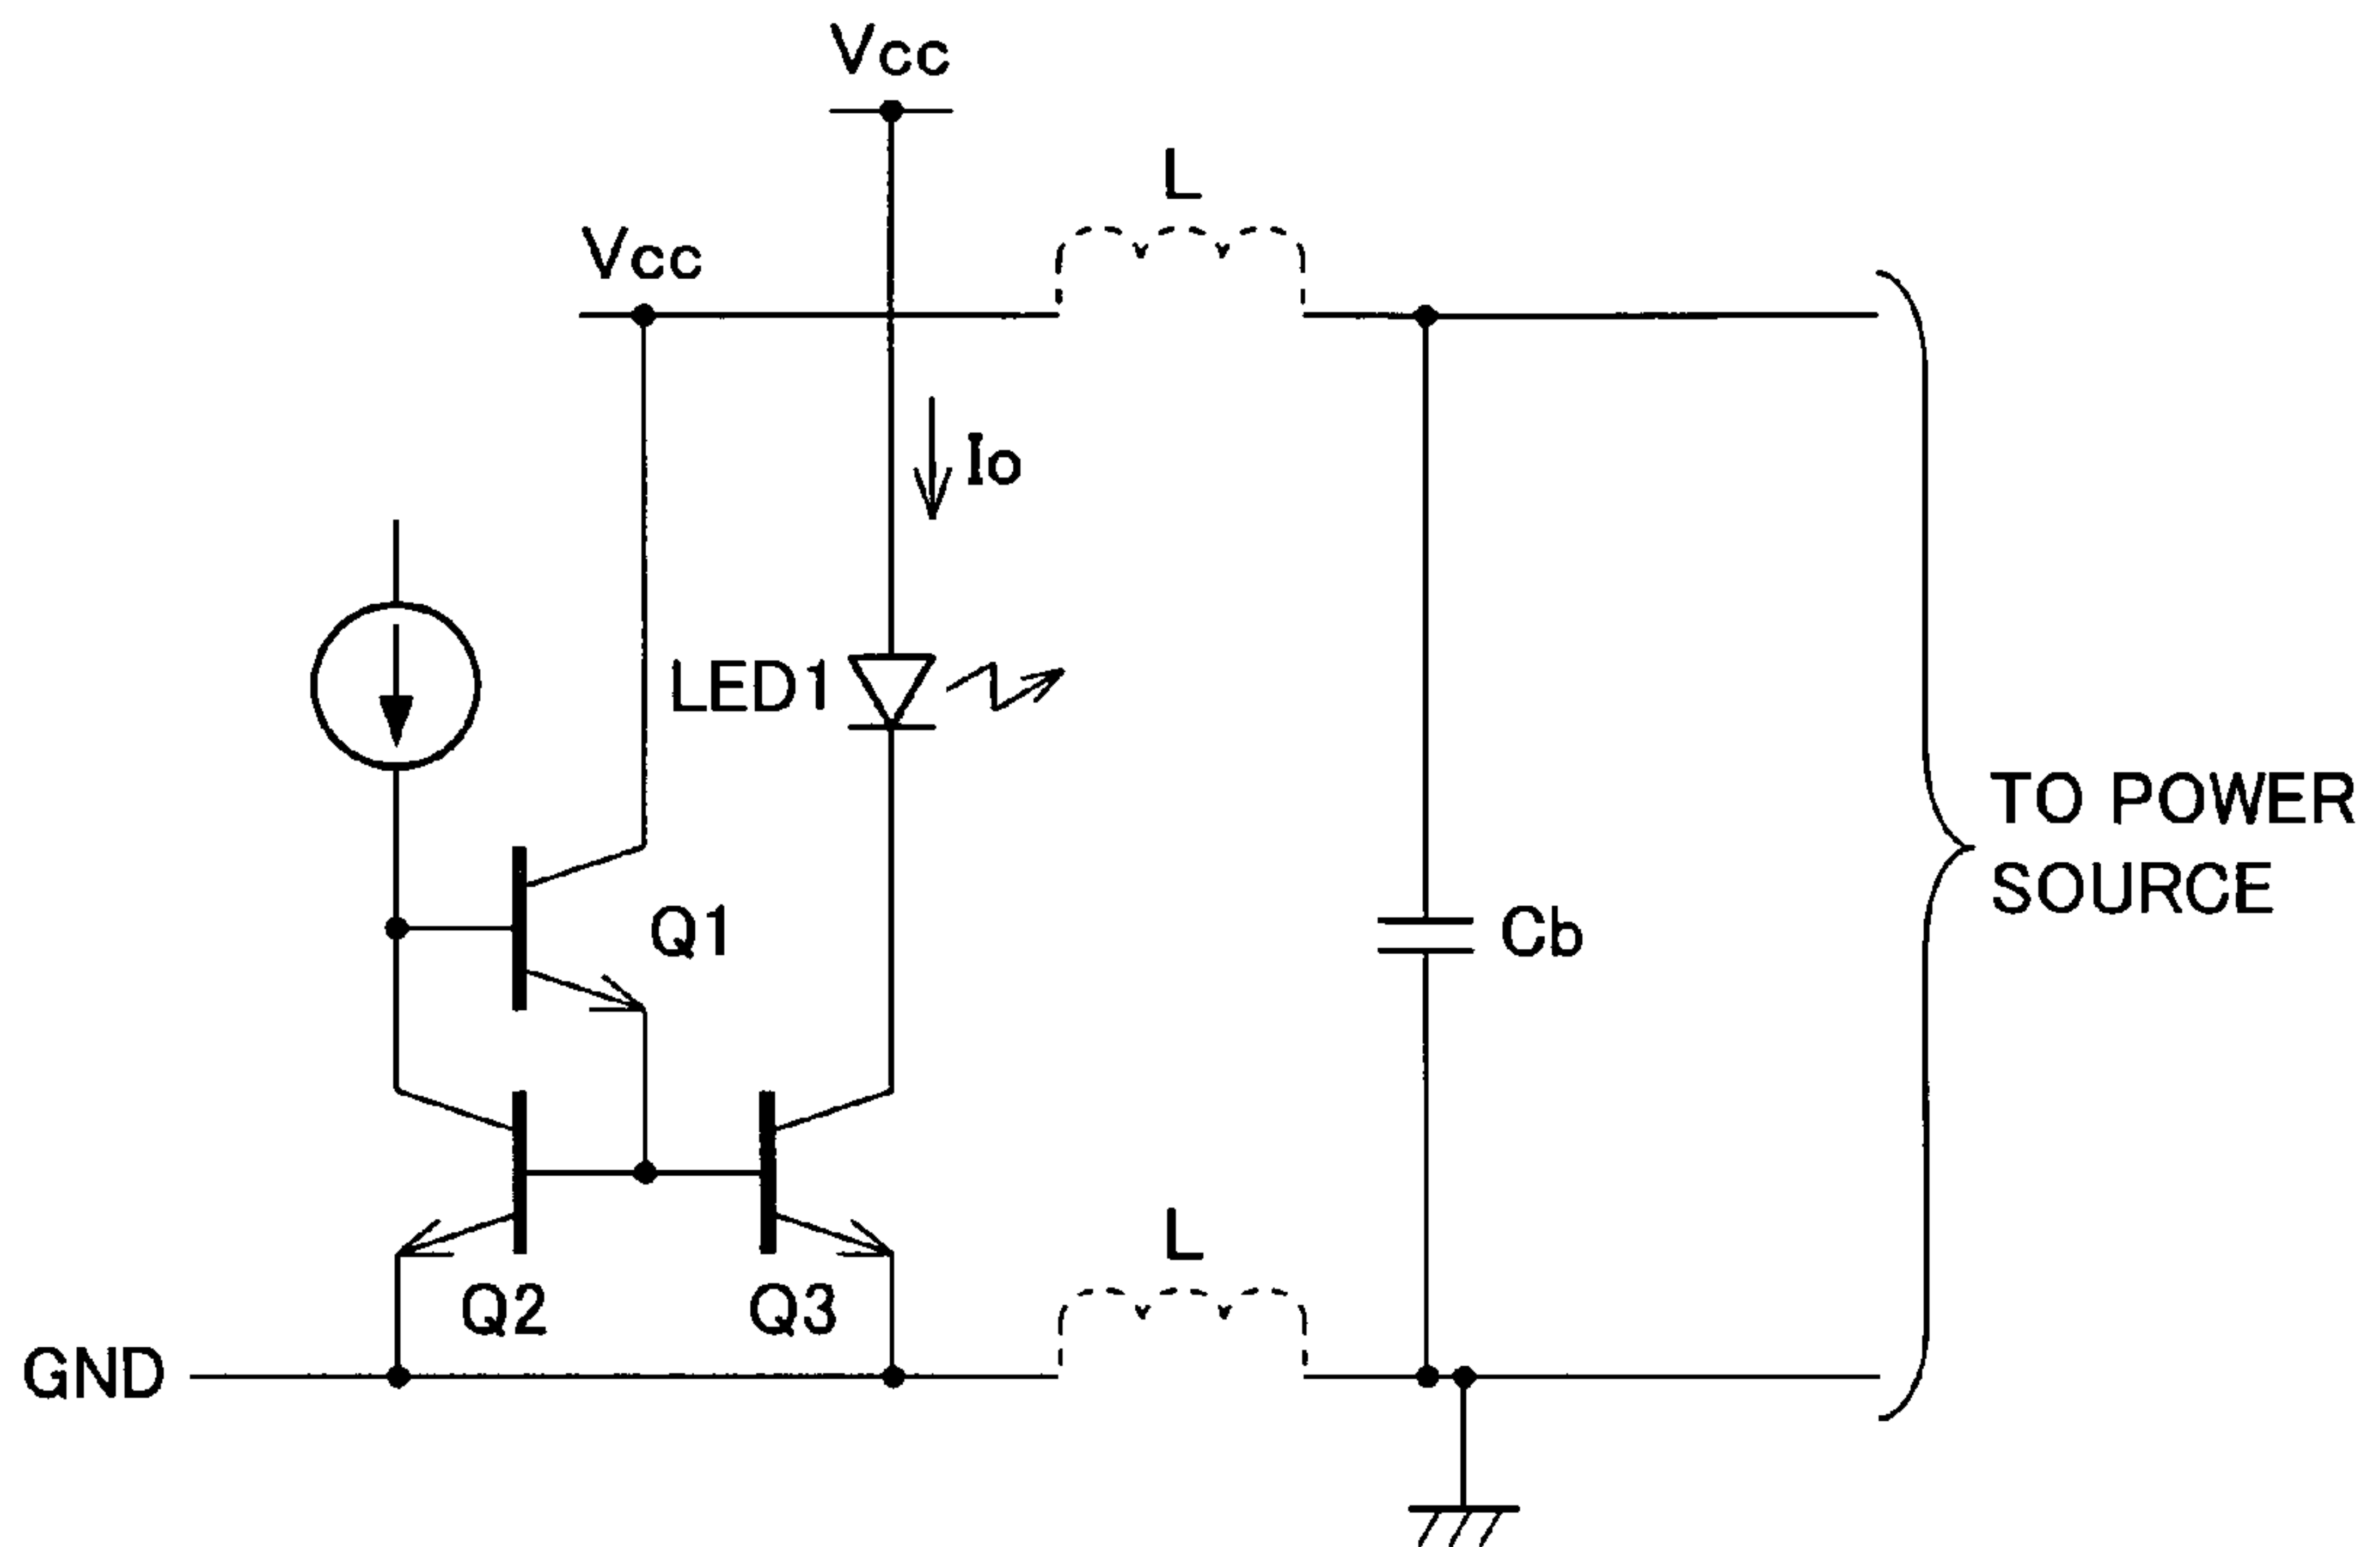 Vcc
L
Vcc
Io
LED1
TO POWER
SOURCE
Q1
Cb
L
Q2
Q3
GND